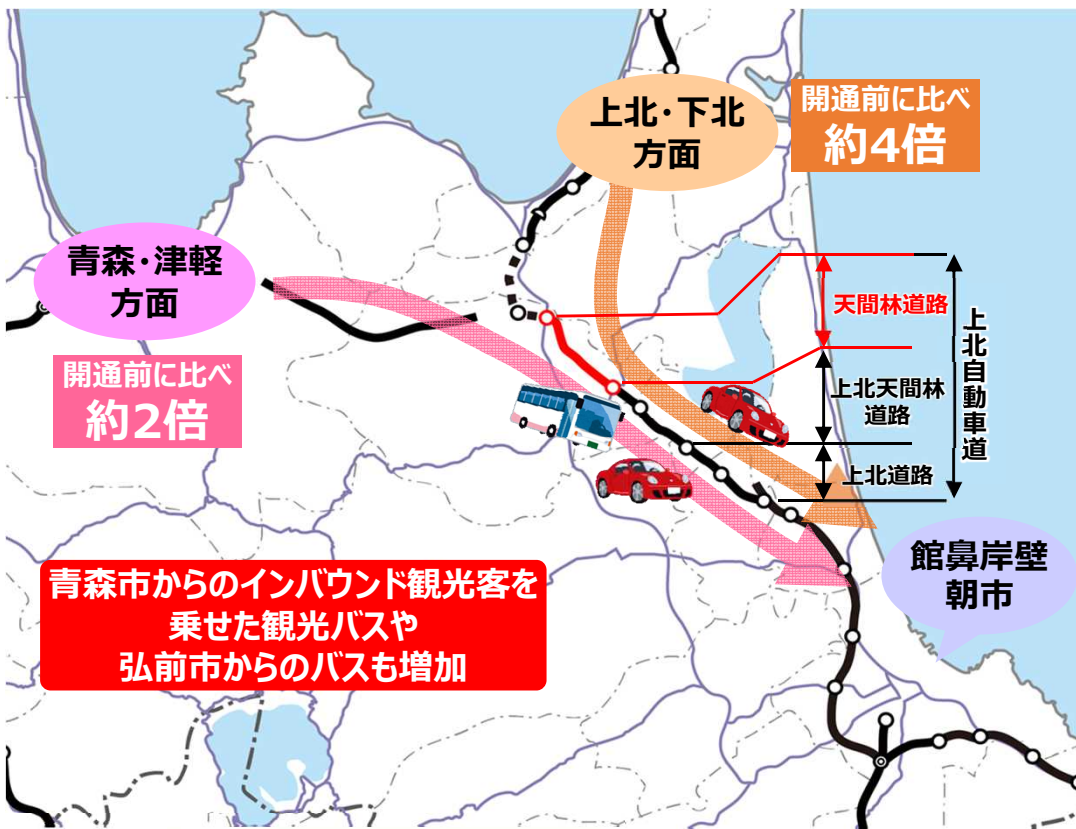 上北・下北
方面
開通前に比べ
約4倍
青森・津軽
方面
開通前に比べ
約2倍
天間林道路
上北天間林
道路
上北道路
上北自動車道
館鼻岸壁
朝市
青森市からのインバウンド観光客を
乗せた観光バスや
弘前市からのバスも増加